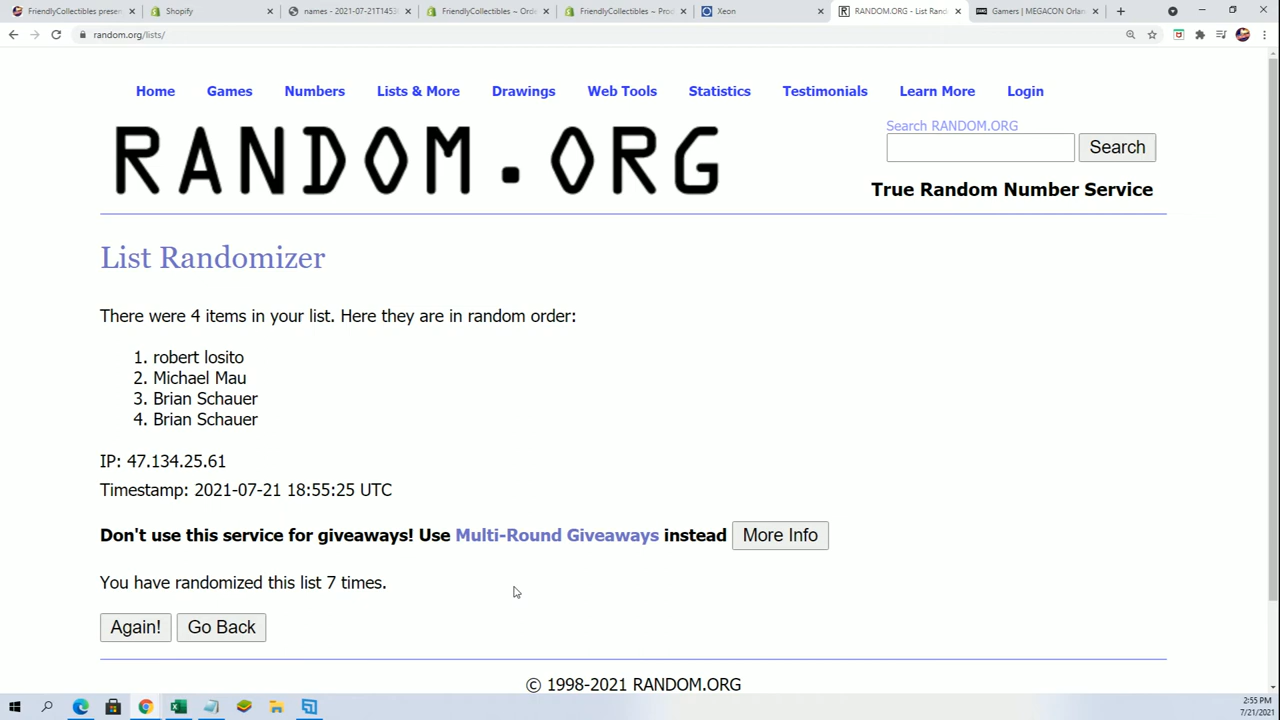 FriendlyCollectibles presen
Shopify
names - 2021-07-21T1453
FriendlyCollectibles ~ Ord
FriendlyCollectibles ~ Pro
Xeon
RANDOM.ORG - List Rand
Gamers | MEGACON Orlan
random.org/lists/
Home
Games
Numbers
Lists & More
Drawings
Web Tools
Statistics
Testimonials
Learn More
Login
RANDOM.ORG
Search RANDOM.ORG
Search
True Random Number Service
List Randomizer
There were 4 items in your list. Here they are in random order:
1. robert losito
2. Michael Mau
3. Brian Schauer
4. Brian Schauer
IP: 47.134.25.61
Timestamp: 2021-07-21 18:55:25 UTC
Don't use this service for giveaways! Use Multi-Round Giveaways instead More Info
You have randomized this list 7 times.
Again! Go Back
© 1998-2021 RANDOM.ORG
2:55 PM
7/21/2021